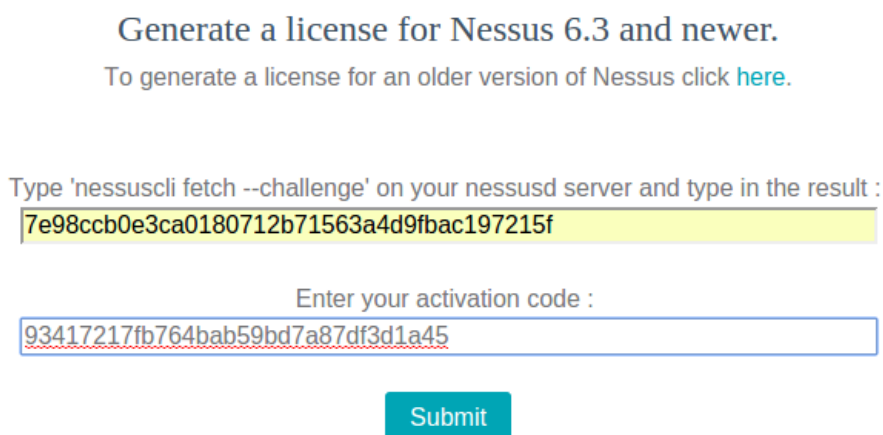 Generate a license for Nessus 6.3 and newer.
To generate a license for an older version of Nessus click here.
Type 'nessuscli fetch --challenge' on your nessusd server and type in the result :
7e98ccb0e3ca0180712b71563a4d9fbac197215f
Enter your activation code :
93417217fb764bab59bd7a87df3d1a45
Submit